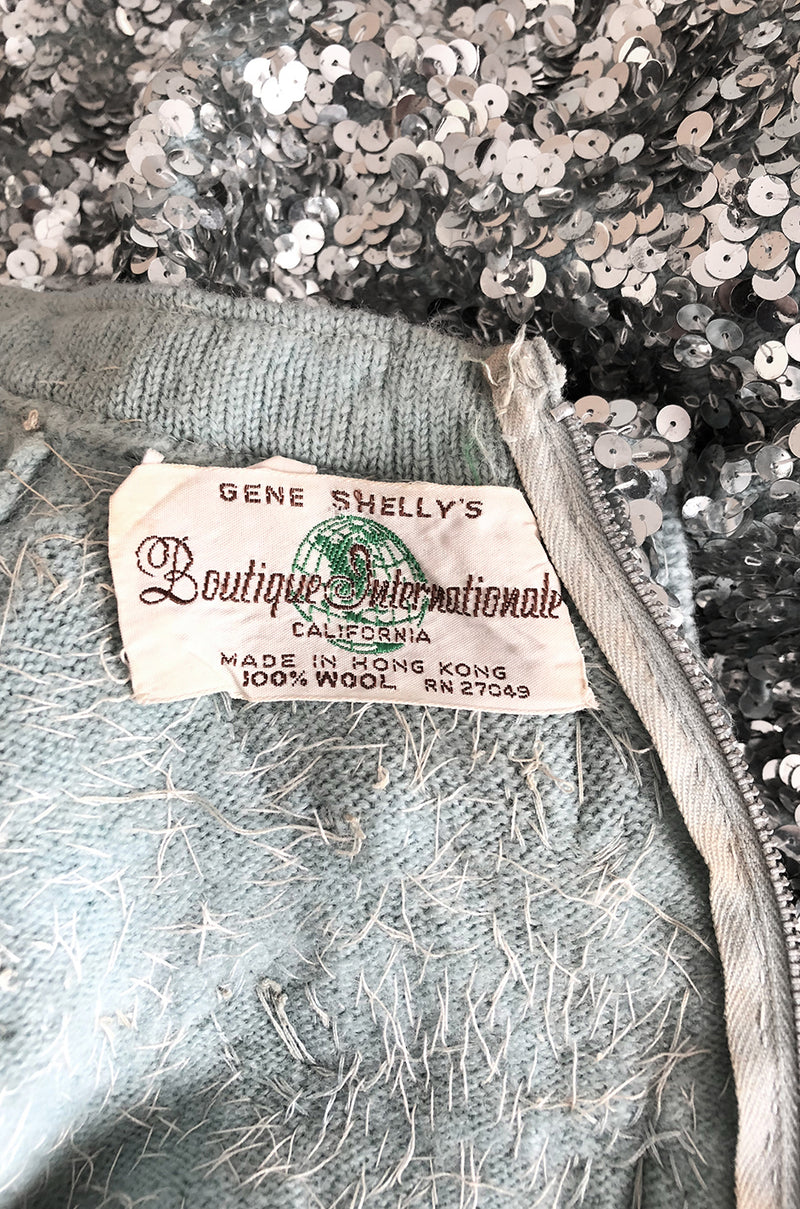 GENE SHELLY'S
Boutique Internationale
CALIFORNIA
MADE IN HONG KONG
100% WOOL RN 27049